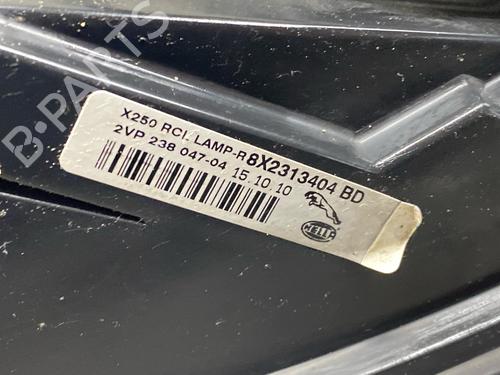 B-PARTS
X250 RCL LAMP-R 8X2313404 BD
2VP 238 047-04 15.10.10
HELLA